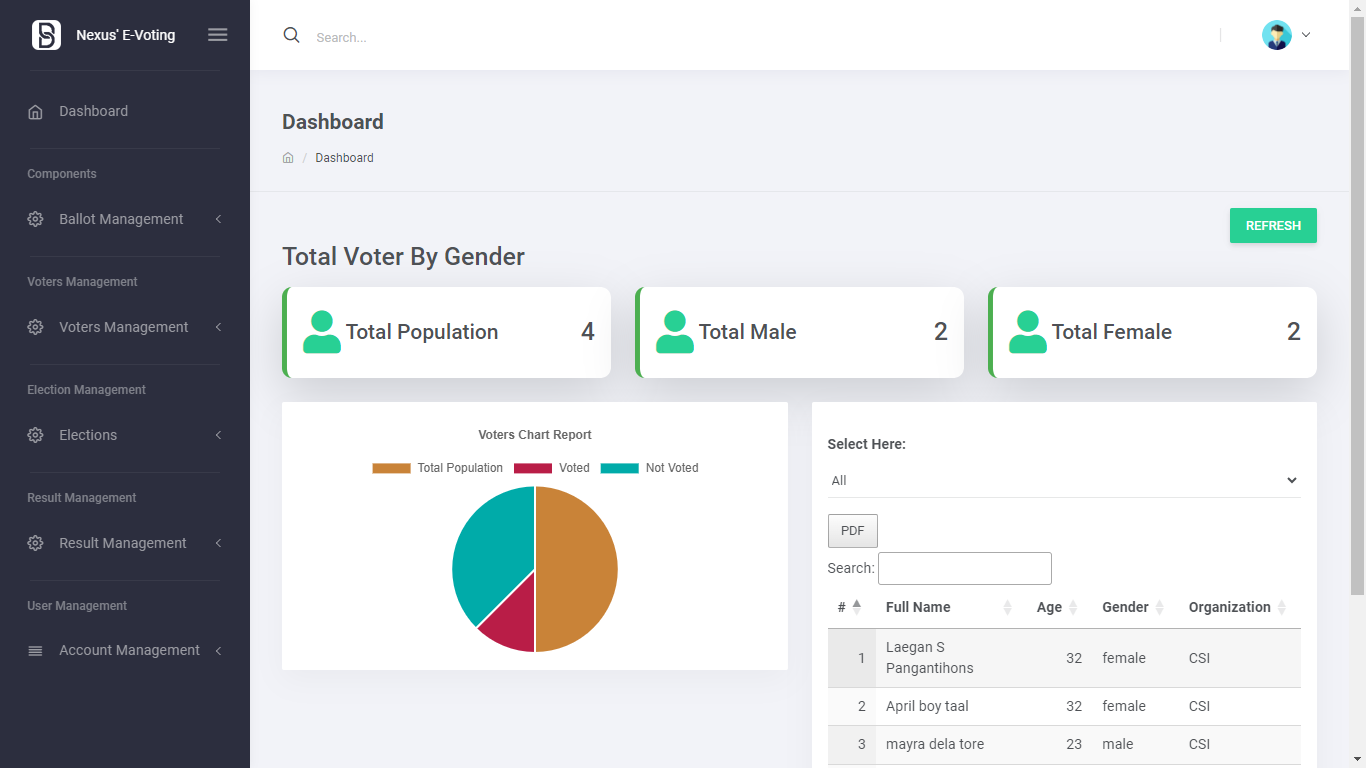 Nexus' E-Voting
Search...
Dashboard
Components
Ballot Management
Voters Management
Voters Management
Election Management
Elections
Result Management
Result Management
User Management
Account Management
Dashboard
/ Dashboard
REFRESH
Total Voter By Gender
Total Population 4
Total Male 2
Total Female 2
Voters Chart Report
Total Population Voted Not Voted
Select Here:
All
PDF
Search:
# Full Name Age Gender Organization
1 Laegan S Pangantihons 32 female CSI
2 April boy taal 32 female CSI
3 mayra dela tore 23 male CSI